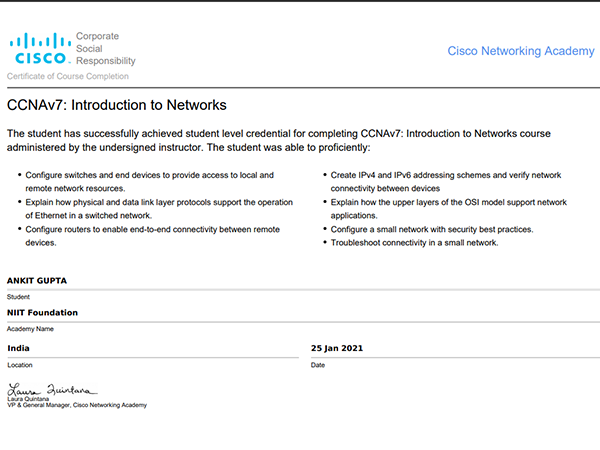 CISCO
Corporate
Social
Responsibility
Cisco Networking Academy
Certificate of Course Completion
CCNAv7: Introduction to Networks
The student has successfully achieved student level credential for completing CCNAv7: Introduction to Networks course
administered by the undersigned instructor. The student was able to proficiently:
• Configure switches and end devices to provide access to local and
remote network resources.
• Explain how physical and data link layer protocols support the operation
of Ethernet in a switched network.
• Configure routers to enable end-to-end connectivity between remote
devices.
• Create IPv4 and IPv6 addressing schemes and verify network
connectivity between devices
• Explain how the upper layers of the OSI model support network
applications.
• Configure a small network with security best practices.
• Troubleshoot connectivity in a small network.
ANKIT GUPTA
Student
NIIT Foundation
Academy Name
India
Location
25 Jan 2021
Date
Laura Quintana
Laura Quintana
VP & General Manager, Cisco Networking Academy